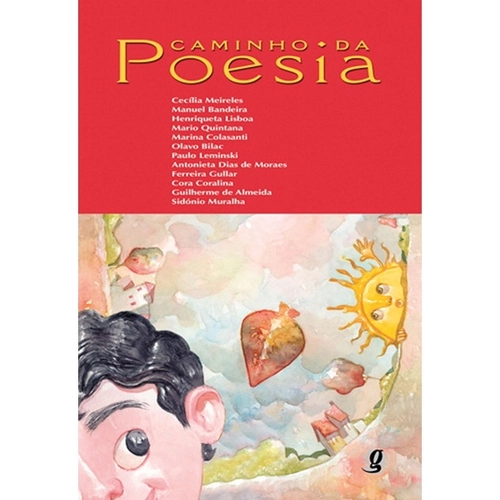 CAMINHO DA
Poesia
Cecília Meireles
Manuel Bandeira
Henriqueta Lisboa
Mario Quintana
Marina Colasanti
Olavo Bilac
Paulo Leminski
Antonieta Dias de Moraes
Ferreira Gullar
Cora Coralina
Guilherme de Almeida
Sidónio Muralha
g